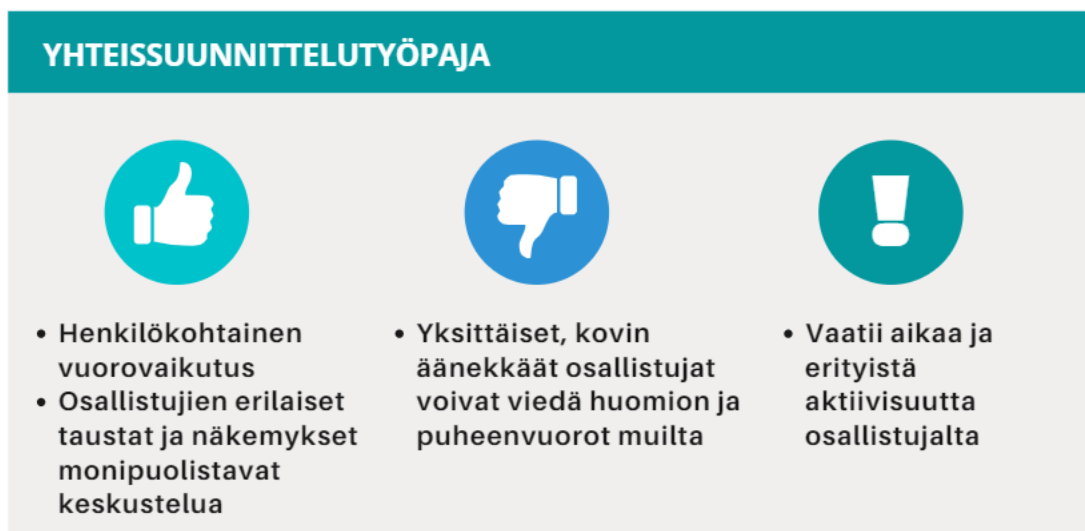 YHTEISSUUNNITTELUTYÖPAJA
• Henkilökohtainen
vuorovaikutus
• Osallistujien erilaiset
taustat ja näkemykset
monipuolistavat
keskustelua
• Yksittäiset, kovin
äänekkäät osallistujat
voivat viedä huomion ja
puheenvuorot muilta
• Vaatii aikaa ja
erityistä
aktiivisuutta
osallistujalta